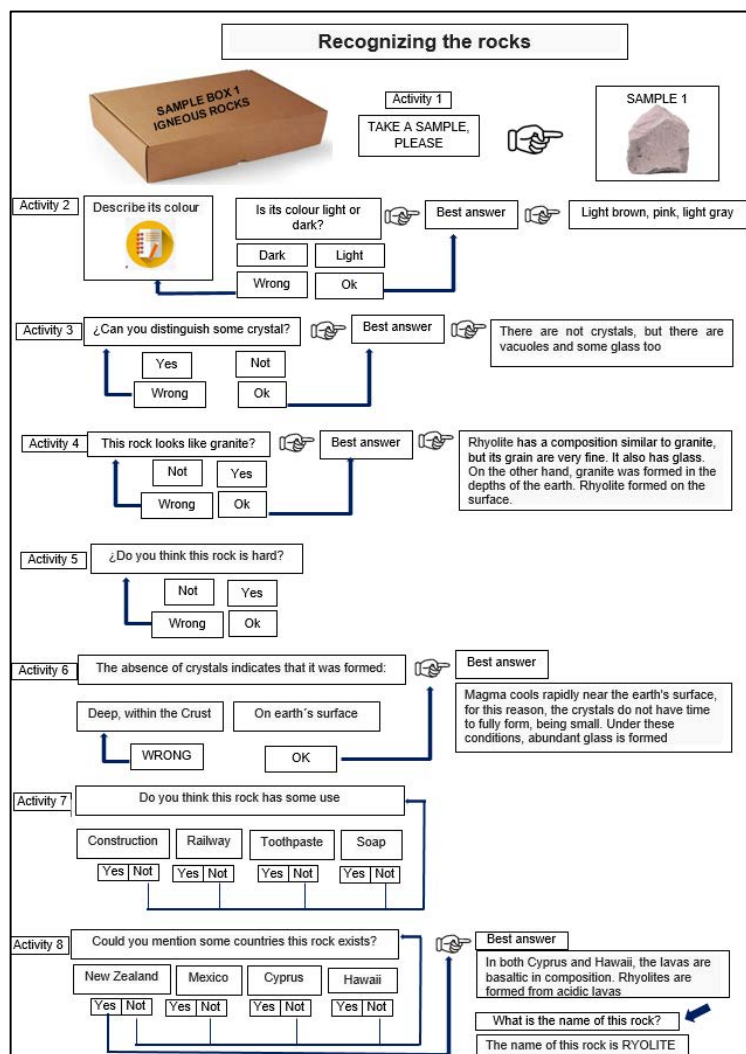 Recognizing the rocks
SAMPLE BOX 1
IGNEOUS ROCKS
Activity 1
TAKE A SAMPLE,
PLEASE
SAMPLE 1
Activity 2
Describe its colour
Is its colour light or
dark?
Dark
Light
Wrong
Ok
Best answer
Light brown, pink, light gray
Activity 3
¿Can you distinguish some crystal?
Yes
Not
Wrong
Ok
Best answer
There are not crystals, but there are
vacuoles and some glass too
Activity 4
This rock looks like granite?
Not
Yes
Wrong
Ok
Best answer
Rhyolite has a composition similar to granite,
but its grain are very fine. It also has glass.
On the other hand, granite was formed in the
depths of the earth. Rhyolite formed on the
surface.
Activity 5
¿Do you think this rock is hard?
Not
Yes
Wrong
Ok
Activity 6
The absence of crystals indicates that it was formed:
Deep, within the Crust
On earth´s surface
WRONG
OK
Best answer
Magma cools rapidly near the earth's surface,
for this reason, the crystals do not have time
to fully form, being small. Under these
conditions, abundant glass is formed
Activity 7
Do you think this rock has some use
Construction
Railway
Toothpaste
Soap
Yes Not
Yes Not
Yes Not
Yes Not
Activity 8
Could you mention some countries this rock exists?
New Zealand
Mexico
Cyprus
Hawaii
Yes Not
Yes Not
Yes Not
Yes Not
Best answer
In both Cyprus and Hawaii, the lavas are
basaltic in composition. Rhyolites are
formed from acidic lavas
What is the name of this rock?
The name of this rock is RYOLITE